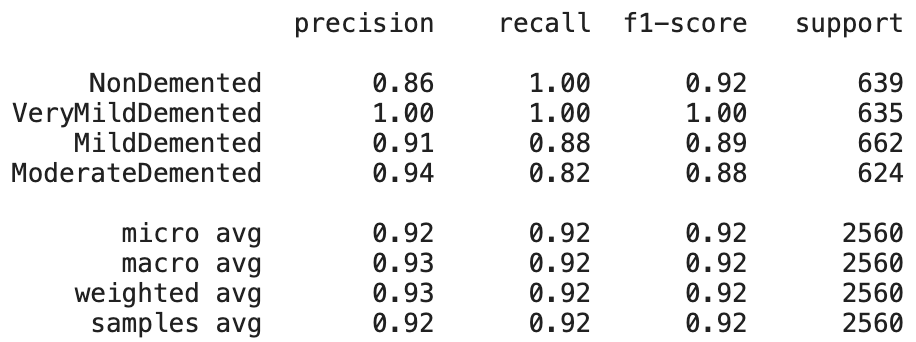 precision recall f1-score support
NonDemented 0.86 1.00 0.92 639
VeryMildDemented 1.00 1.00 1.00 635
MildDemented 0.91 0.88 0.89 662
ModerateDemented 0.94 0.82 0.88 624
micro avg 0.92 0.92 0.92 2560
macro avg 0.93 0.92 0.92 2560
weighted avg 0.93 0.92 0.92 2560
samples avg 0.92 0.92 0.92 2560